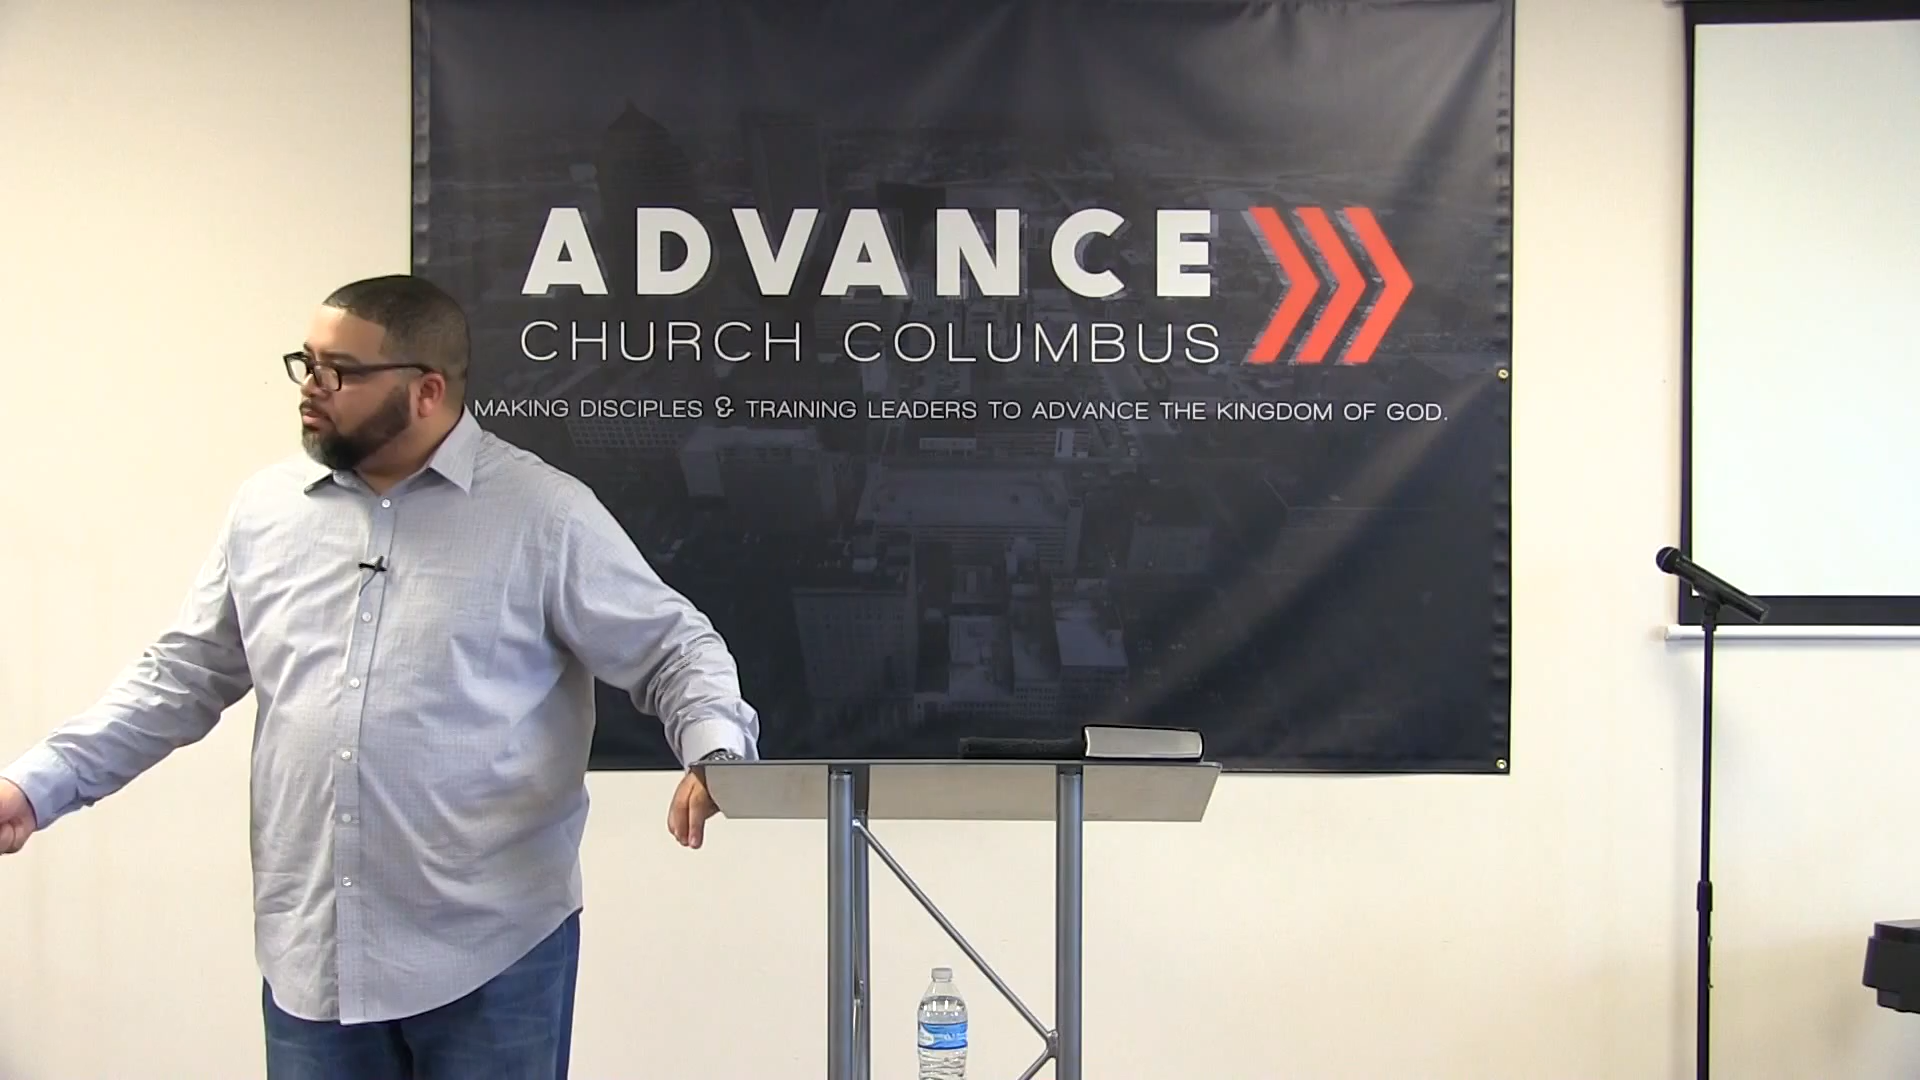 ADVANCE
CHURCH COLUMBUS
MAKING DISCIPLES & TRAINING LEADERS TO ADVANCE THE KINGDOM OF GOD.